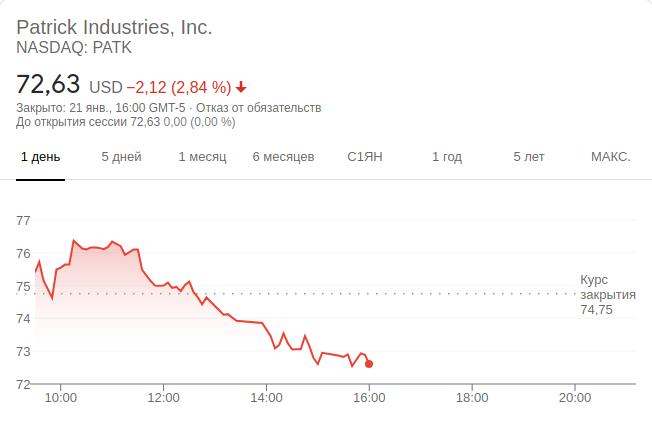 Patrick Industries, Inc.
NASDAQ: PATK
72,63 USD −2,12 (2,84 %)
Закрыто: 21 янв., 16:00 GMT-5 · Отказ от обязательств
До открытия сессии 72,63 0,00 (0,00 %)
1 день 5 дней 1 месяц 6 месяцев С1ЯН 1 год 5 лет МАКС.
77
76
75
74
73
72
Курс
закрытия
74,75
10:00 12:00 14:00 16:00 18:00 20:00